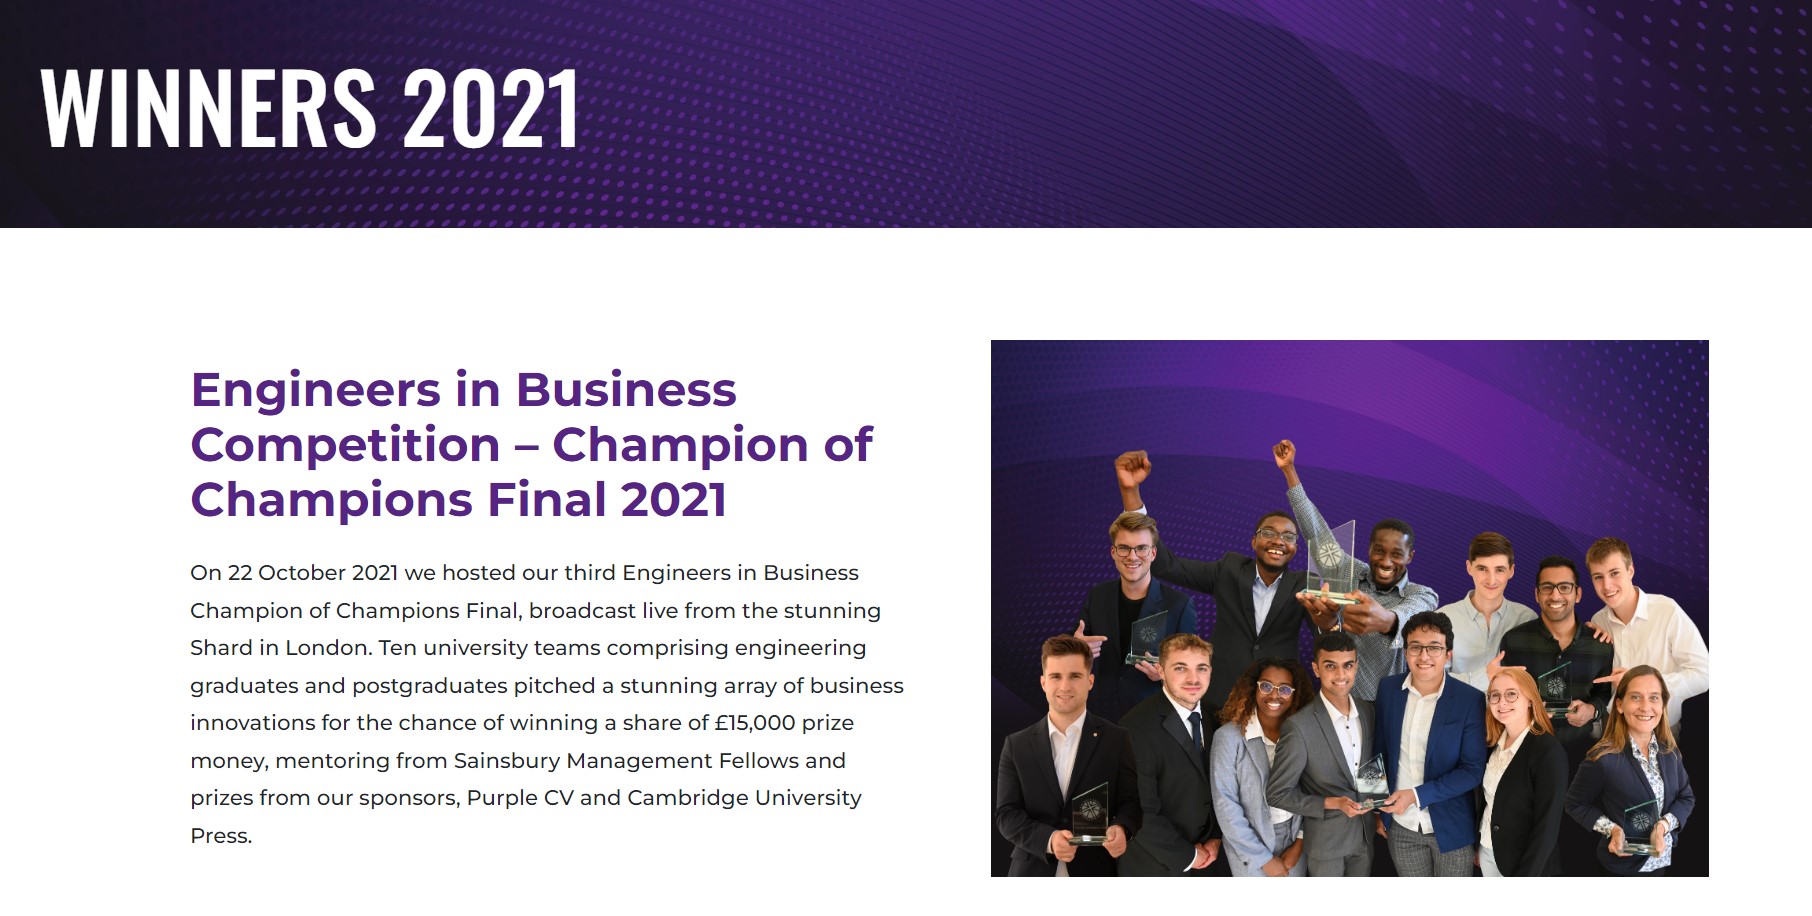 WINNERS 2021
Engineers in Business
Competition – Champion of
Champions Final 2021
On 22 October 2021 we hosted our third Engineers in Business
Champion of Champions Final, broadcast live from the stunning
Shard in London. Ten university teams comprising engineering
graduates and postgraduates pitched a stunning array of business
innovations for the chance of winning a share of £15,000 prize
money, mentoring from Sainsbury Management Fellows and
prizes from our sponsors, Purple CV and Cambridge University
Press.